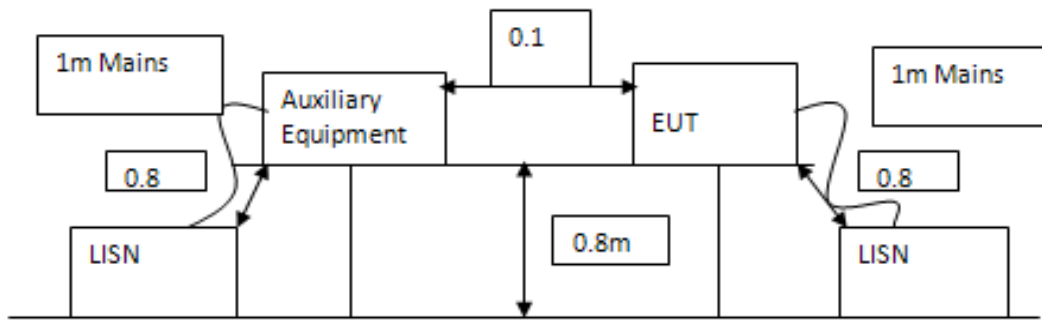 0.1
1m Mains
1m Mains
Auxiliary
Equipment
EUT
0.8
0.8
0.8m
LISN
LISN